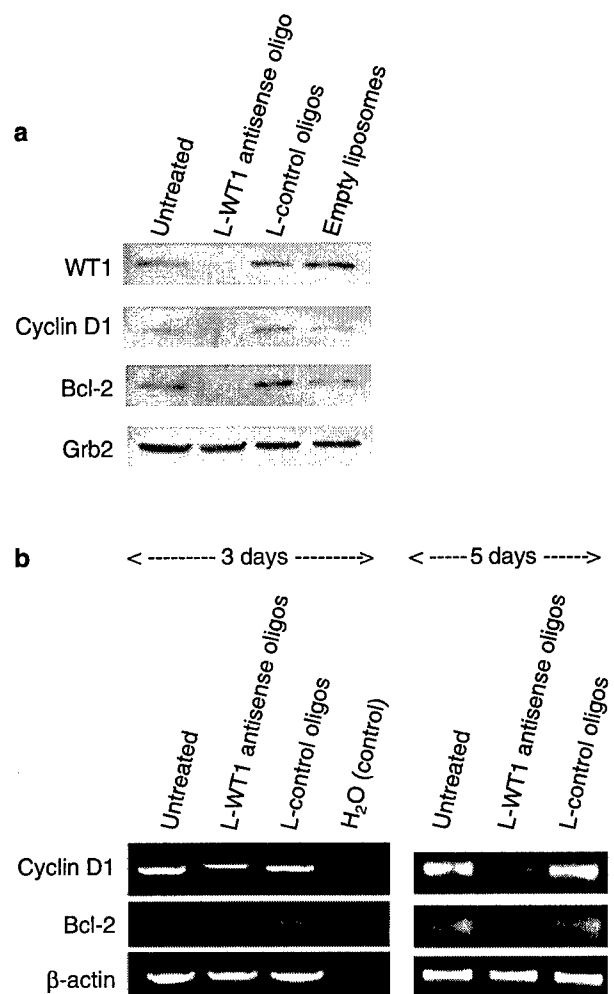 a
Untreated
L-WT1 antisense oligo
L-control oligos
Empty liposomes
WT1
Cyclin D1
Bcl-2
Grb2
b
< --------- 3 days --------->
< -----5 days ------>
Untreated
L-WT1 antisense oligos
L-control oligos
H2O (control)
Untreated
L-WT1 antisense oligos
L-control oligos
Cyclin D1
Bcl-2
β-actin